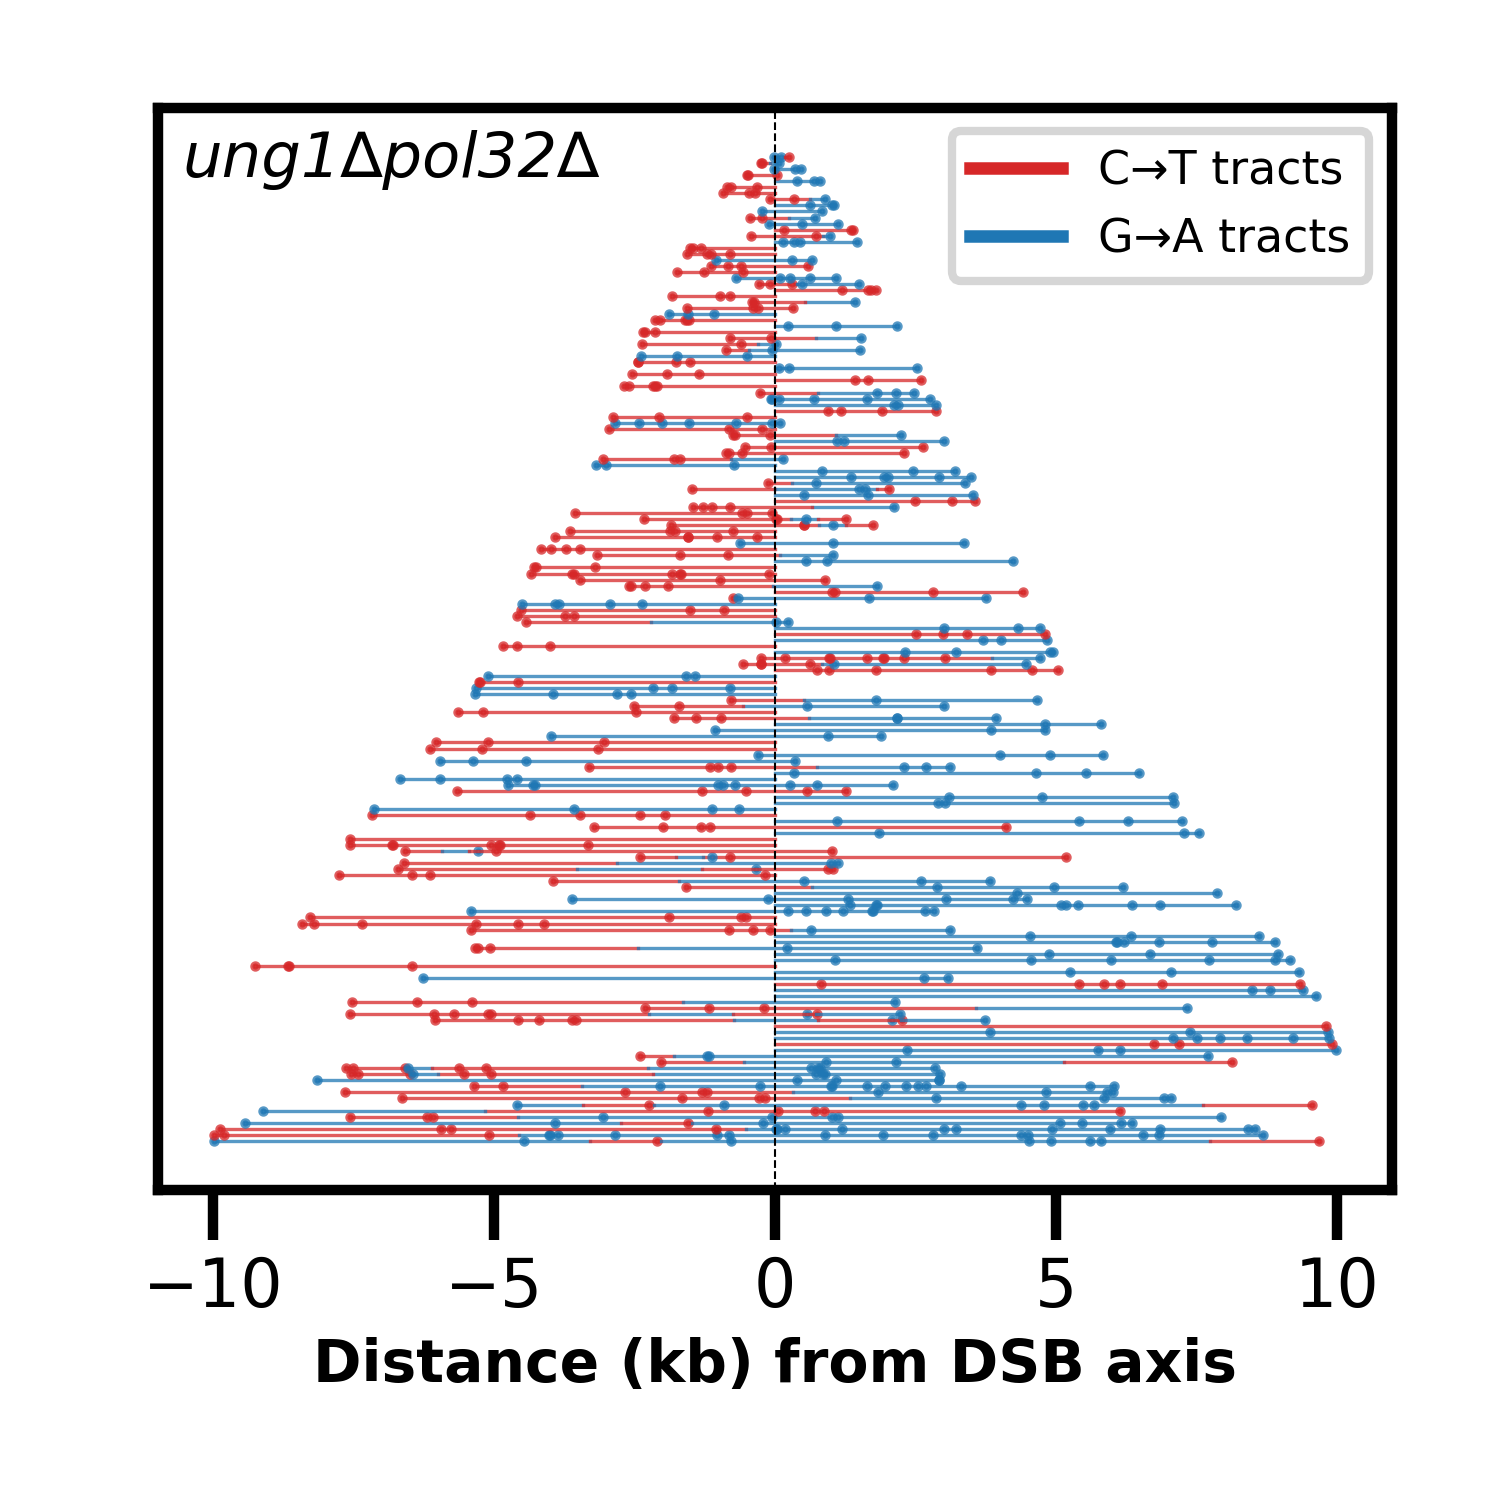 ung1Δpol32Δ
C→T tracts
G→A tracts
−10 −5 0 5 10
Distance (kb) from DSB axis